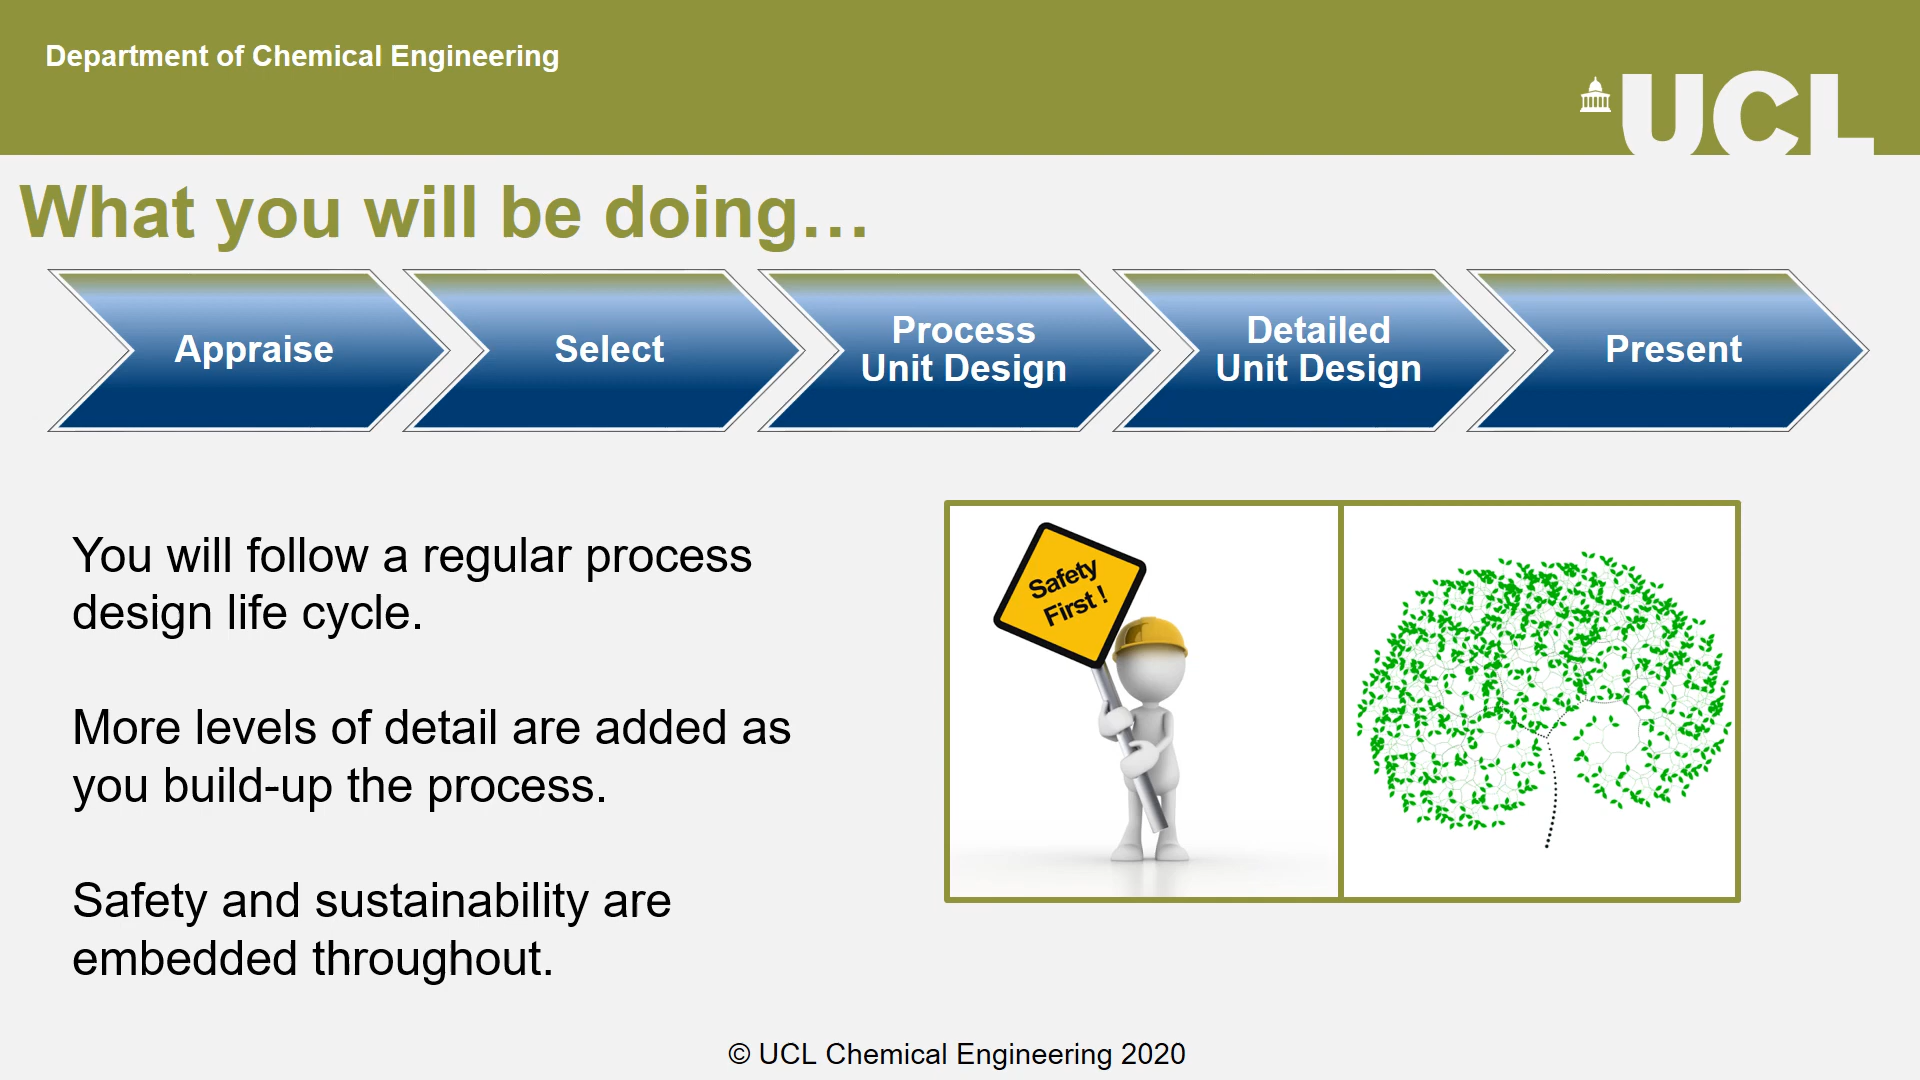 Department of Chemical Engineering
UCL
What you will be doing…
Appraise
Select
Process
Unit Design
Detailed
Unit Design
Present
You will follow a regular process
design life cycle.
More levels of detail are added as
you build-up the process.
Safety and sustainability are
embedded throughout.
Safety
First !
© UCL Chemical Engineering 2020